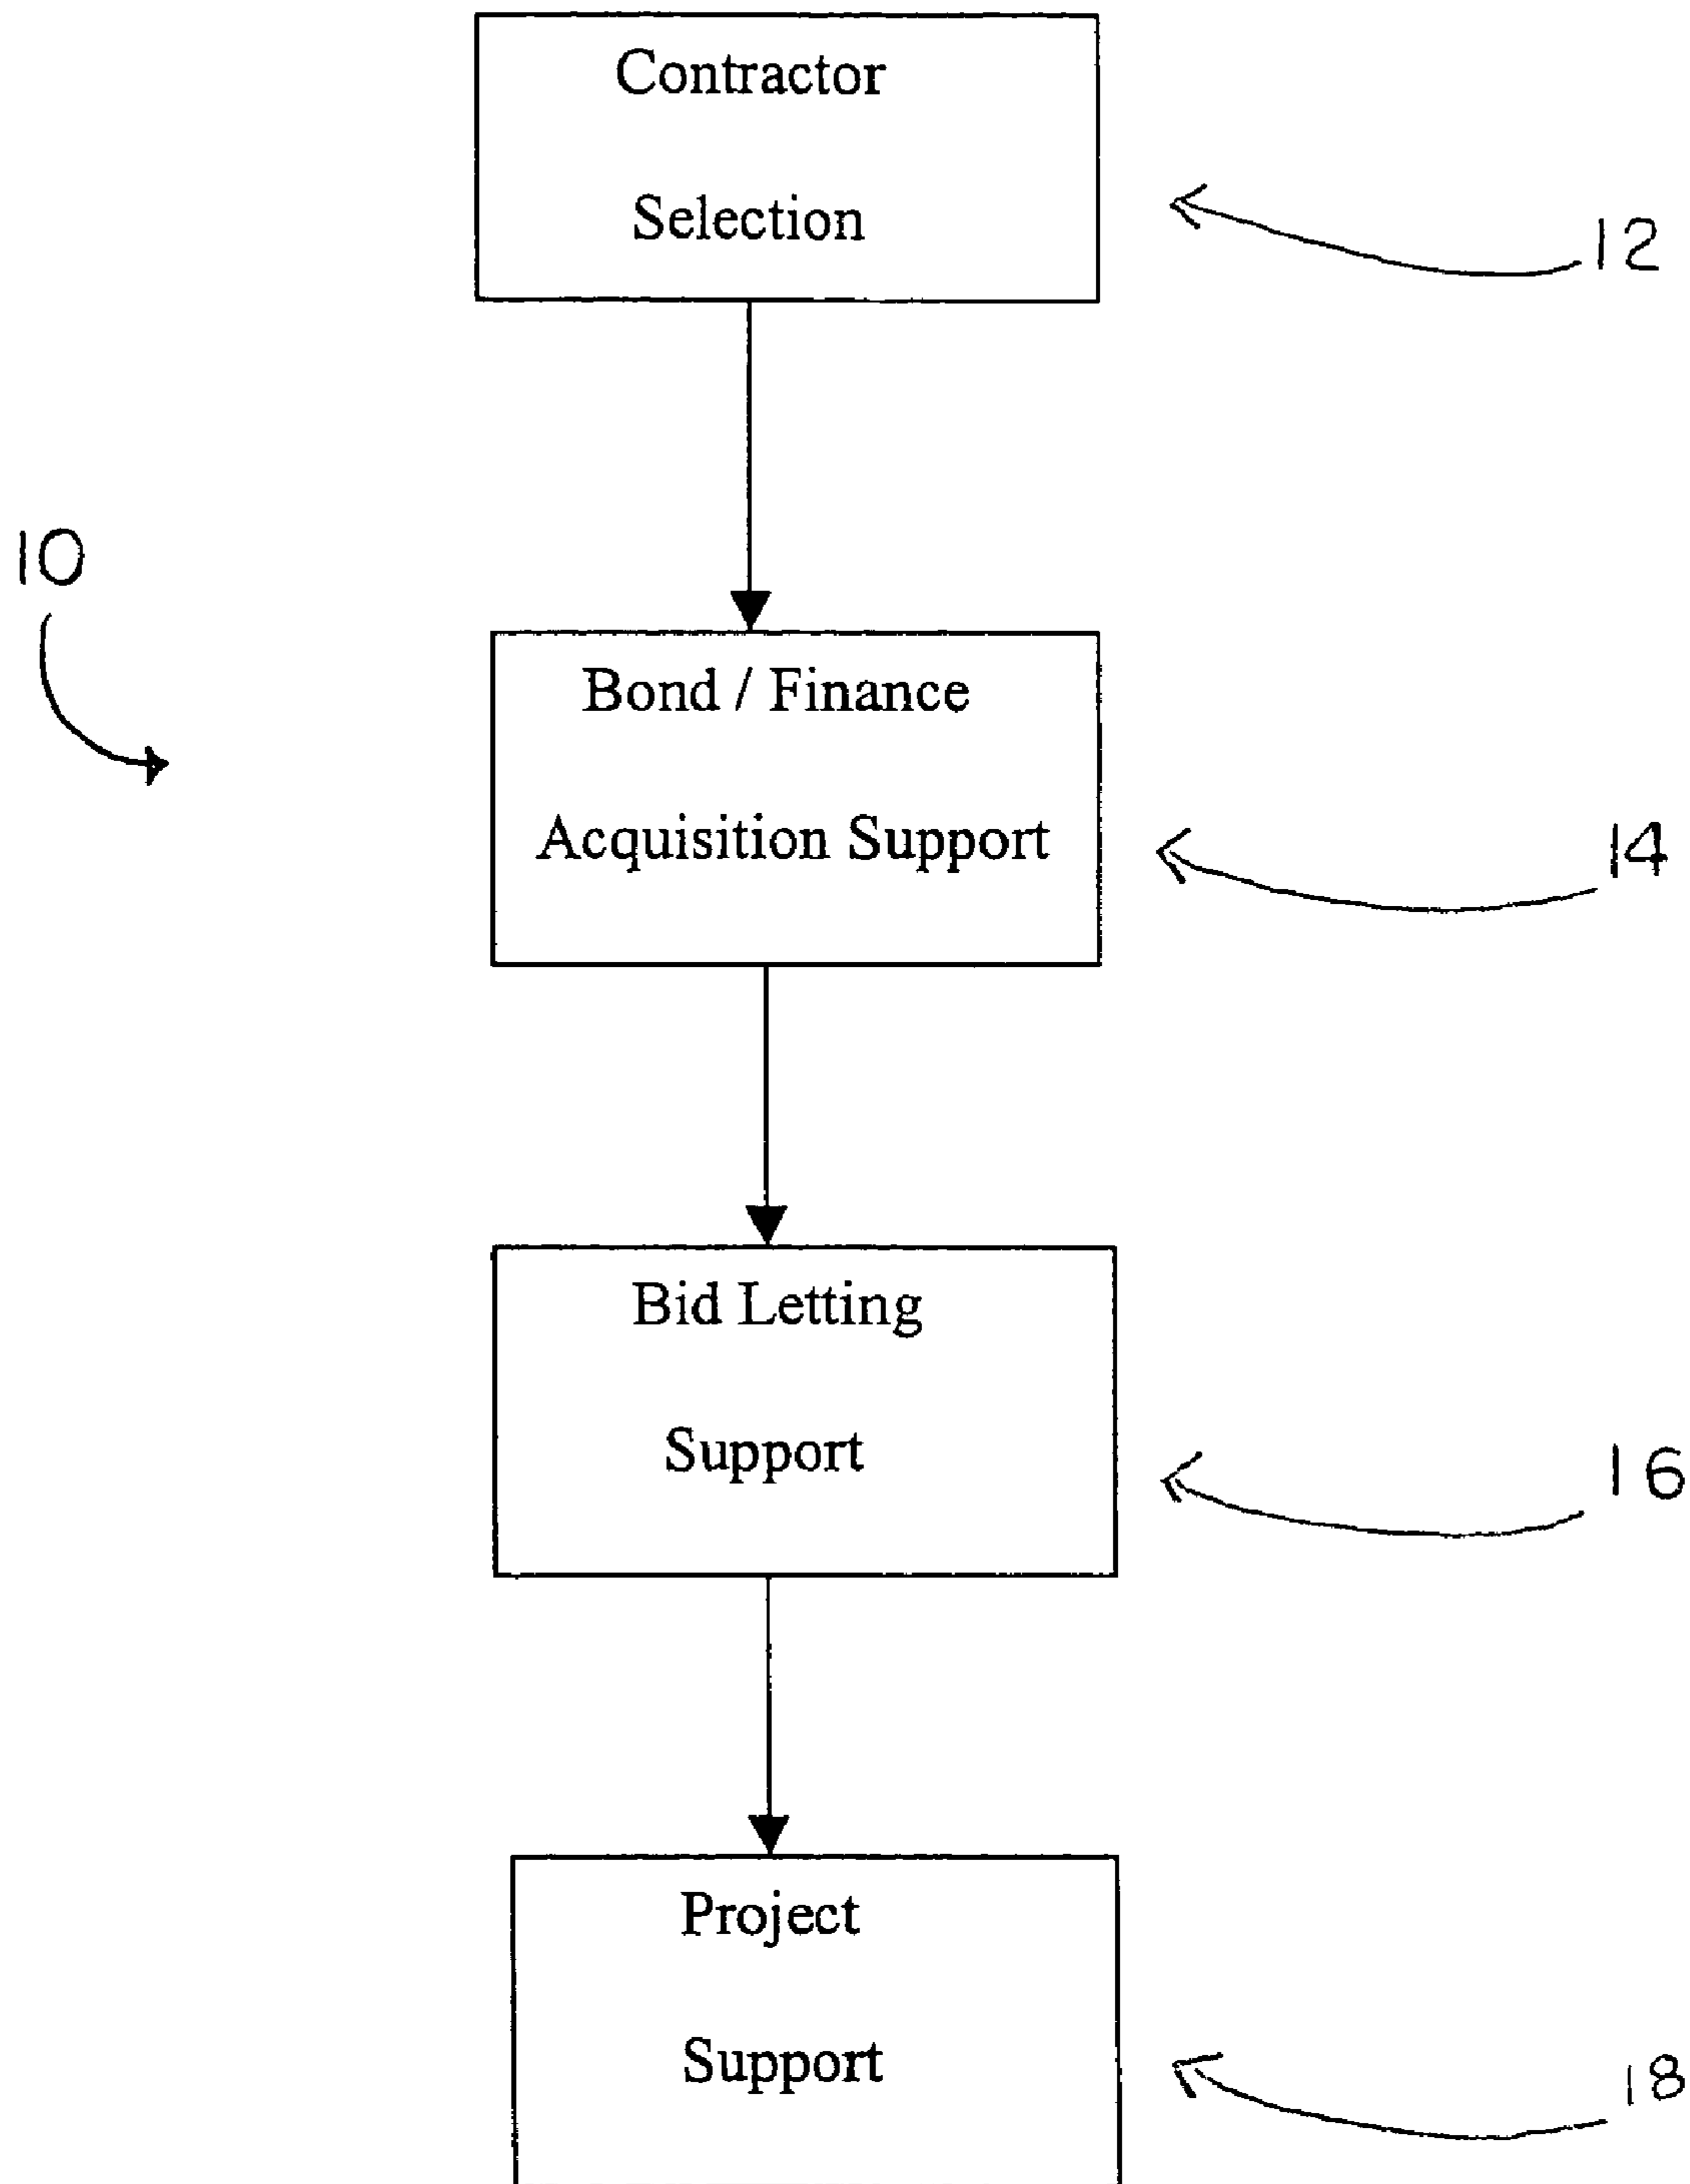 Contractor
Selection
12
10
Bond / Finance
Acquisition Support
14
Bid Letting
Support
16
Project
Support
18